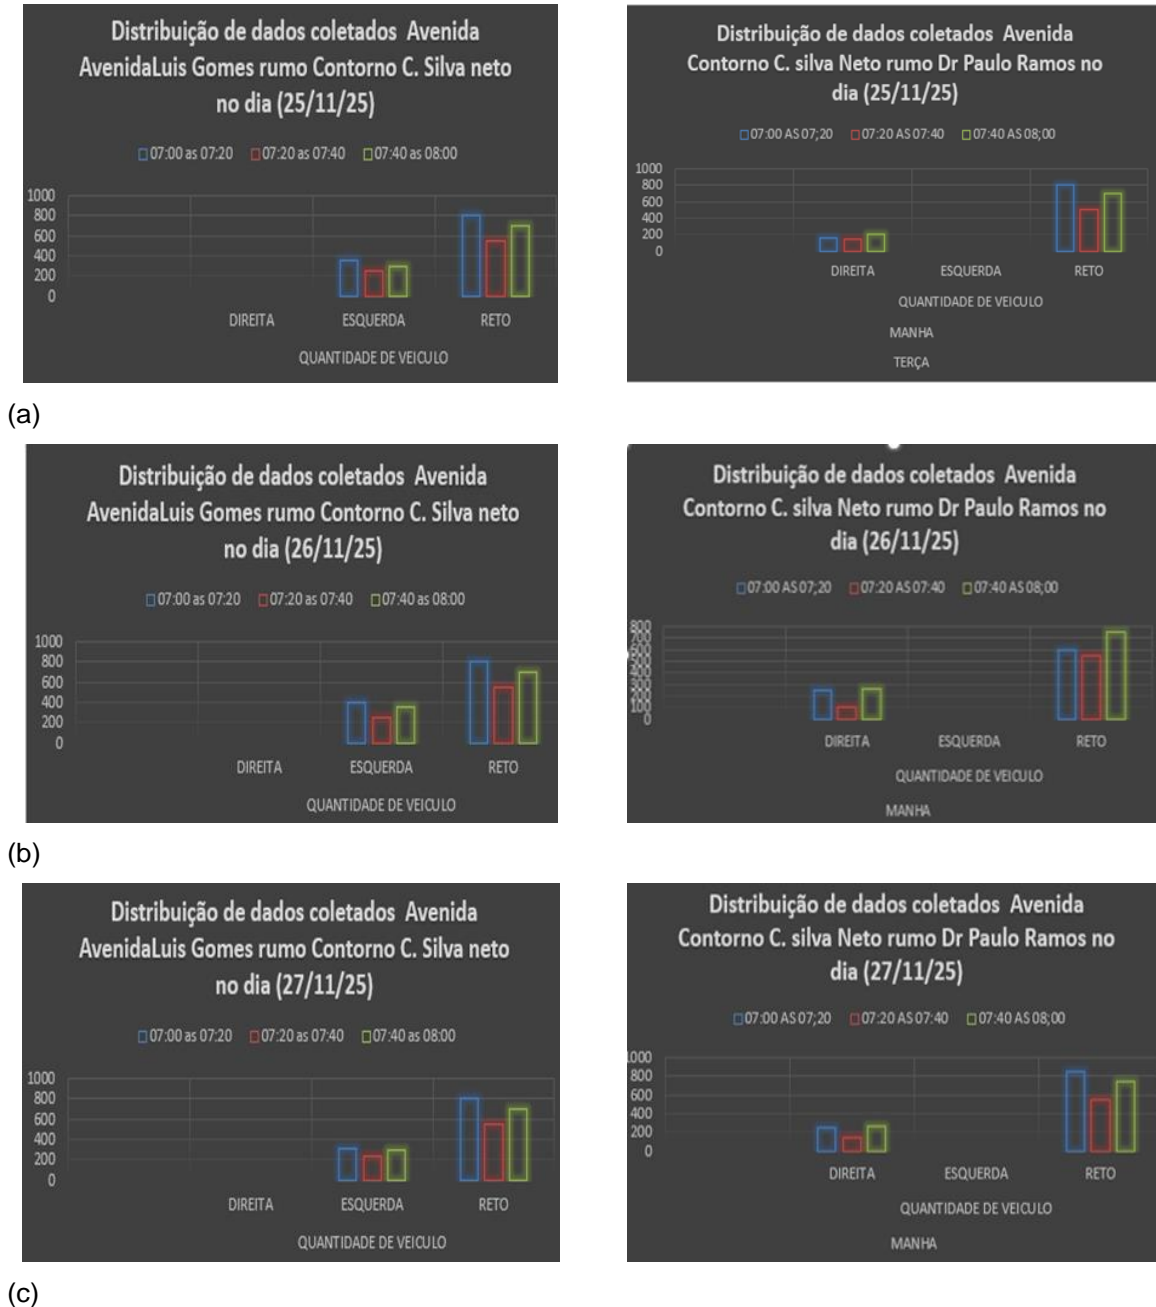 Distribuição de dados coletados Avenida
AvenidaLuis Gomes rumo Contorno C. Silva neto
no dia (25/11/25)
07:00 as 07:20 07:20 as 07:40 07:40 as 08:00
1000
800
600
400
200
0
DIREITA ESQUERDA RETO
QUANTIDADE DE VEICULO
Distribuição de dados coletados Avenida
Contorno C. silva Neto rumo Dr Paulo Ramos no
dia (25/11/25)
07:00 AS 07;20 07:20 AS 07:40 07:40 AS 08;00
1000
800
600
400
200
0
DIREITA ESQUERDA RETO
QUANTIDADE DE VEICULO
MANHA
TERÇA
(a)
Distribuição de dados coletados Avenida
AvenidaLuis Gomes rumo Contorno C. Silva neto
no dia (26/11/25)
07:00 as 07:20 07:20 as 07:40 07:40 as 08:00
1000
800
600
400
200
0
DIREITA ESQUERDA RETO
QUANTIDADE DE VEICULO
Distribuição de dados coletados Avenida
Contorno C. silva Neto rumo Dr Paulo Ramos no
dia (26/11/25)
07:00 AS 07;20 07:20 AS 07:40 07:40 AS 08;00
800
700
600
500
400
300
200
100
0
DIREITA ESQUERDA RETO
QUANTIDADE DE VEICULO
MANHA
(b)
Distribuição de dados coletados Avenida
AvenidaLuis Gomes rumo Contorno C. Silva neto
no dia (27/11/25)
07:00 as 07:20 07:20 as 07:40 07:40 as 08:00
1000
800
600
400
200
0
DIREITA ESQUERDA RETO
QUANTIDADE DE VEICULO
Distribuição de dados coletados Avenida
Contorno C. silva Neto rumo Dr Paulo Ramos no
dia (27/11/25)
07:00 AS 07;20 07:20 AS 07:40 07:40 AS 08;00
1000
800
600
400
200
0
DIREITA ESQUERDA RETO
QUANTIDADE DE VEICULO
MANHA
(c)